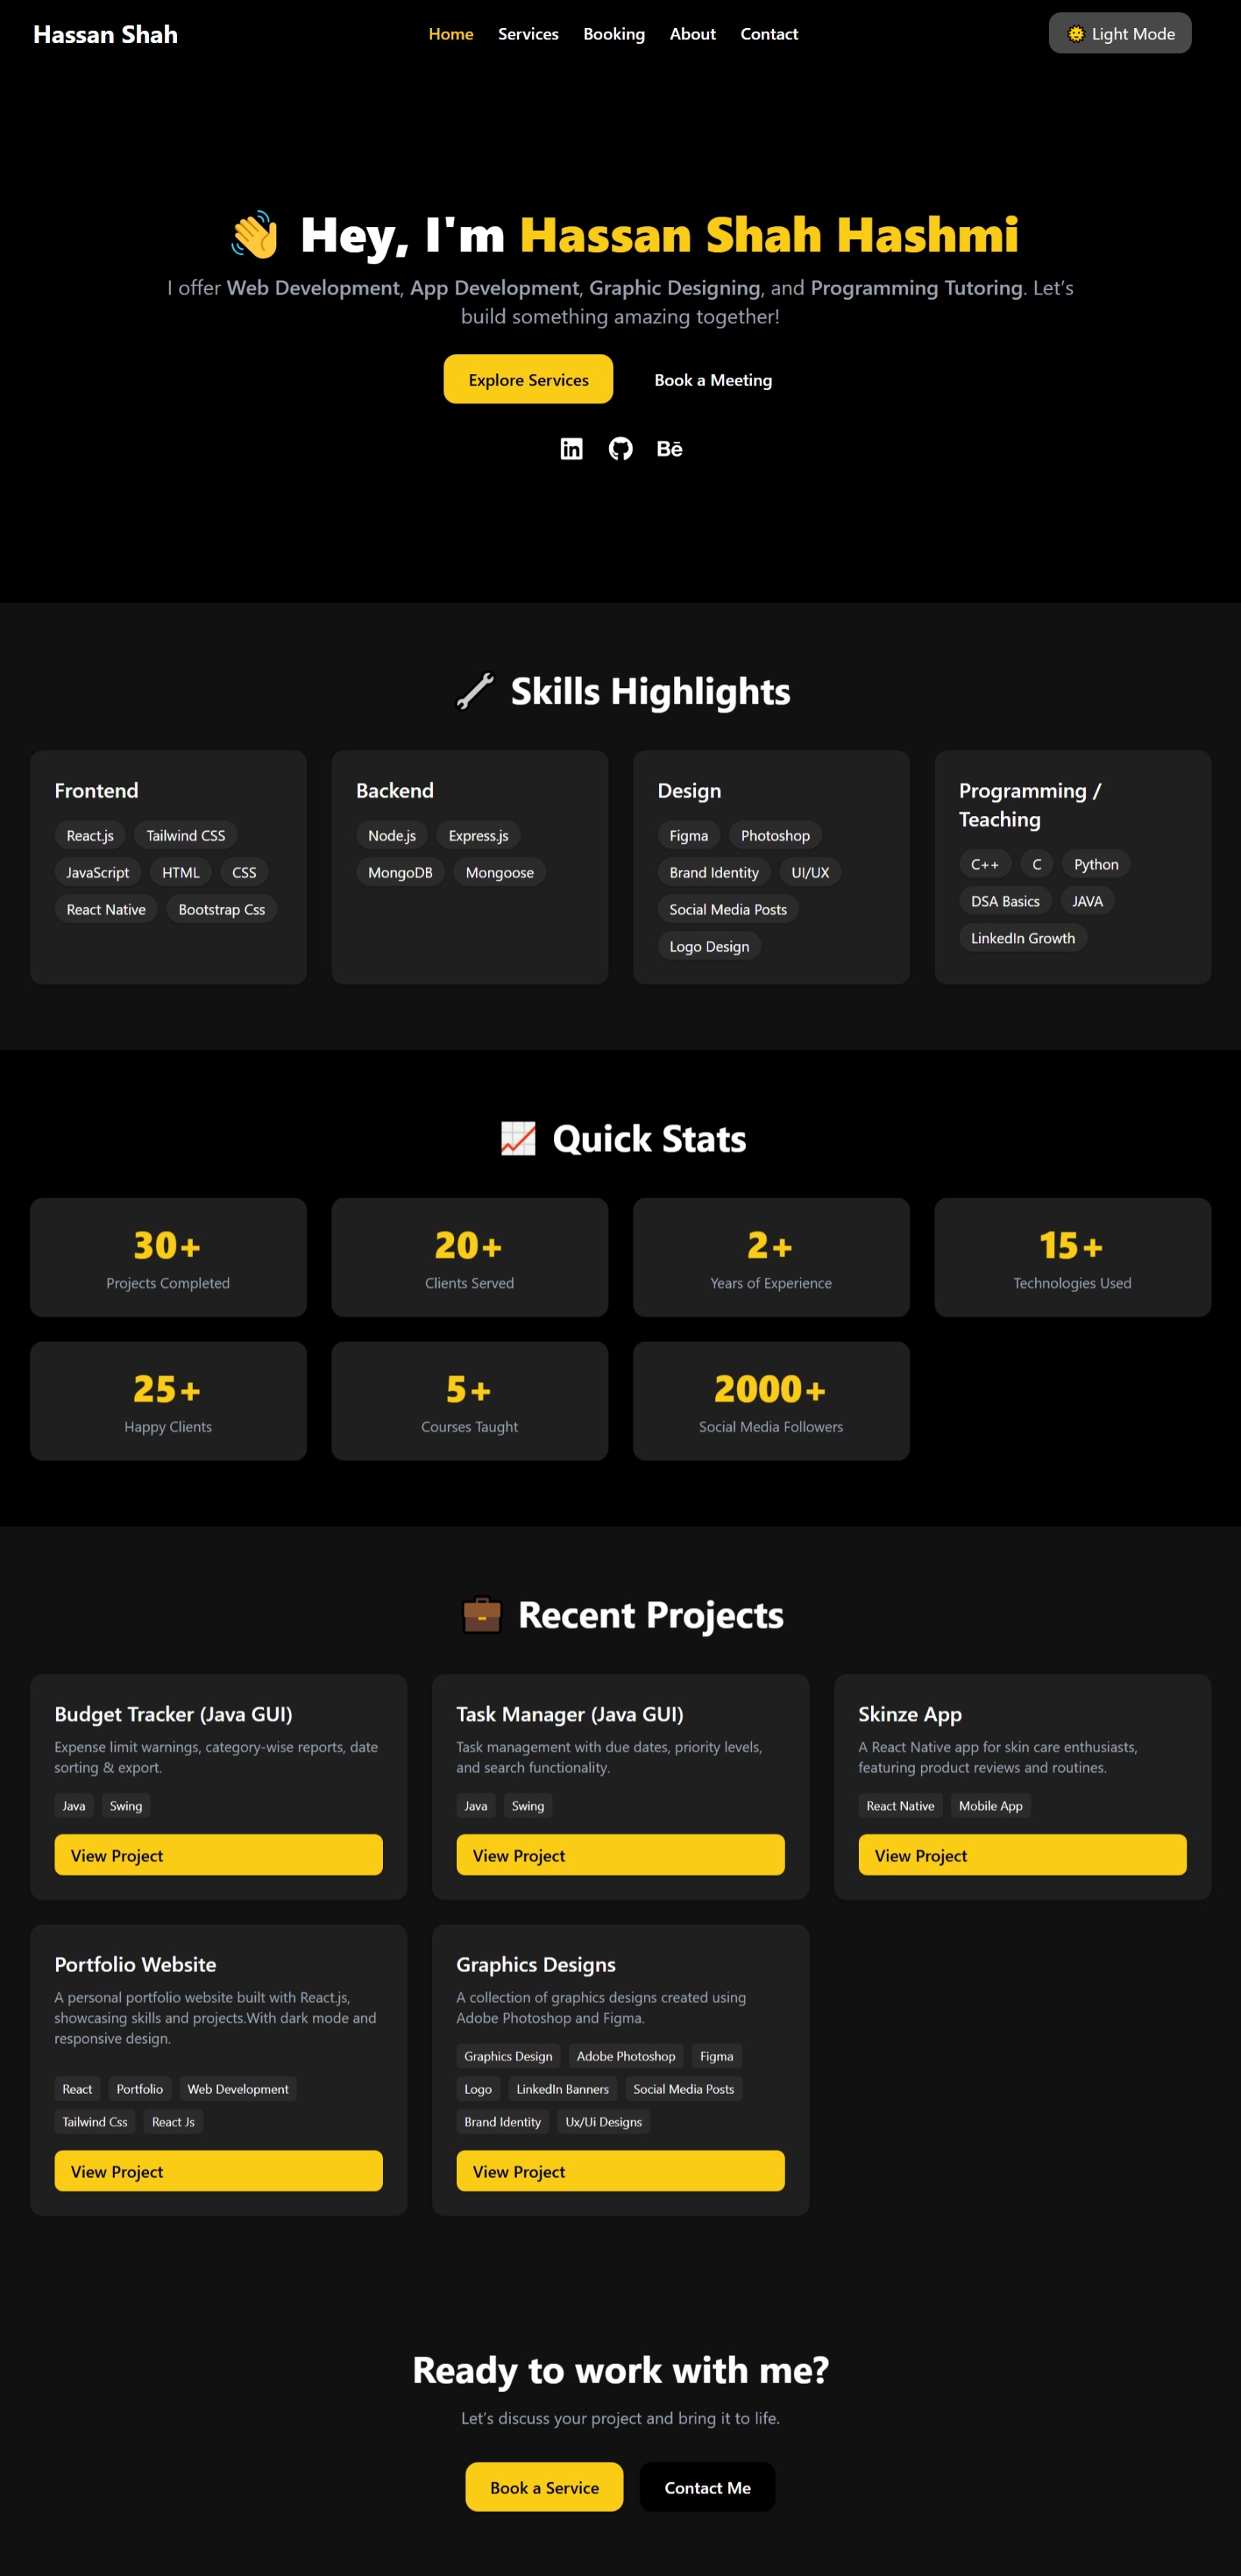 Hassan Shah
Home Services Booking About Contact
🌞 Light Mode
👋 Hey, I'm Hassan Shah Hashmi
I offer Web Development, App Development, Graphic Designing, and Programming Tutoring. Let’s
build something amazing together!
Explore Services
Book a Meeting
in
Bē
🔧 Skills Highlights
Frontend
React.js Tailwind CSS
JavaScript HTML CSS
React Native Bootstrap Css
Backend
Node.js Express.js
MongoDB Mongoose
Design
Figma Photoshop
Brand Identity UI/UX
Social Media Posts
Logo Design
Programming /
Teaching
C++ C Python
DSA Basics JAVA
LinkedIn Growth
📈 Quick Stats
30+
Projects Completed
20+
Clients Served
2+
Years of Experience
15+
Technologies Used
25+
Happy Clients
5+
Courses Taught
2000+
Social Media Followers
💼 Recent Projects
Budget Tracker (Java GUI)
Expense limit warnings, category-wise reports, date
sorting & export.
Java Swing
View Project
Task Manager (Java GUI)
Task management with due dates, priority levels,
and search functionality.
Java Swing
View Project
Skinze App
A React Native app for skin care enthusiasts,
featuring product reviews and routines.
React Native Mobile App
View Project
Portfolio Website
A personal portfolio website built with React.js,
showcasing skills and projects.With dark mode and
responsive design.
React Portfolio Web Development
Tailwind Css React Js
View Project
Graphics Designs
A collection of graphics designs created using
Adobe Photoshop and Figma.
Graphics Design Adobe Photoshop Figma
Logo LinkedIn Banners Social Media Posts
Brand Identity Ux/Ui Designs
View Project
Ready to work with me?
Let’s discuss your project and bring it to life.
Book a Service
Contact Me